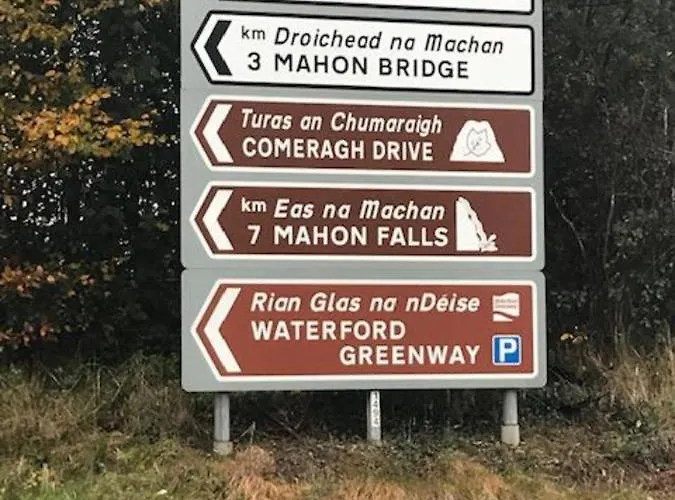 km Droichead na Machan
3 MAHON BRIDGE
Turas an Chumaraigh
COMERAGH DRIVE
km Eas na Machan
7 MAHON FALLS
Rian Glas na nDéise
WATERFORD
GREENWAY P
1494